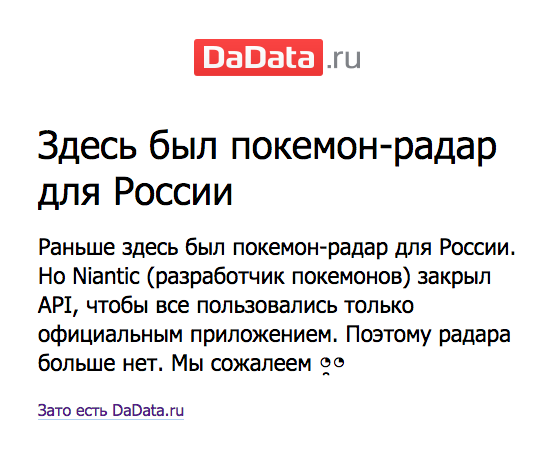 DaData.ru
Здесь был покемон-радар
для России
Раньше здесь был покемон-радар для России.
Но Niantic (разработчик покемонов) закрыл
API, чтобы все пользовались только
официальным приложением. Поэтому радара
больше нет. Мы сожалеем
Зато есть DaData.ru